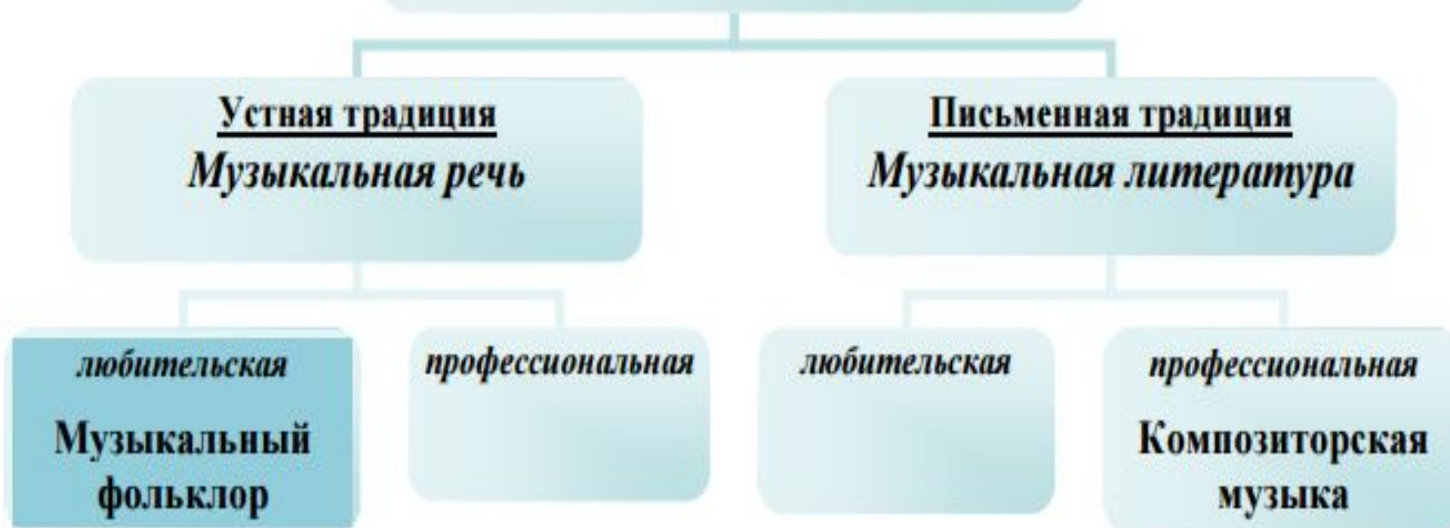 Устная традиция
Музыкальная речь
Письменная традиция
Музыкальная литература
любительская
Музыкальный
фольклор
профессиональная
любительская
профессиональная
Композиторская
музыка